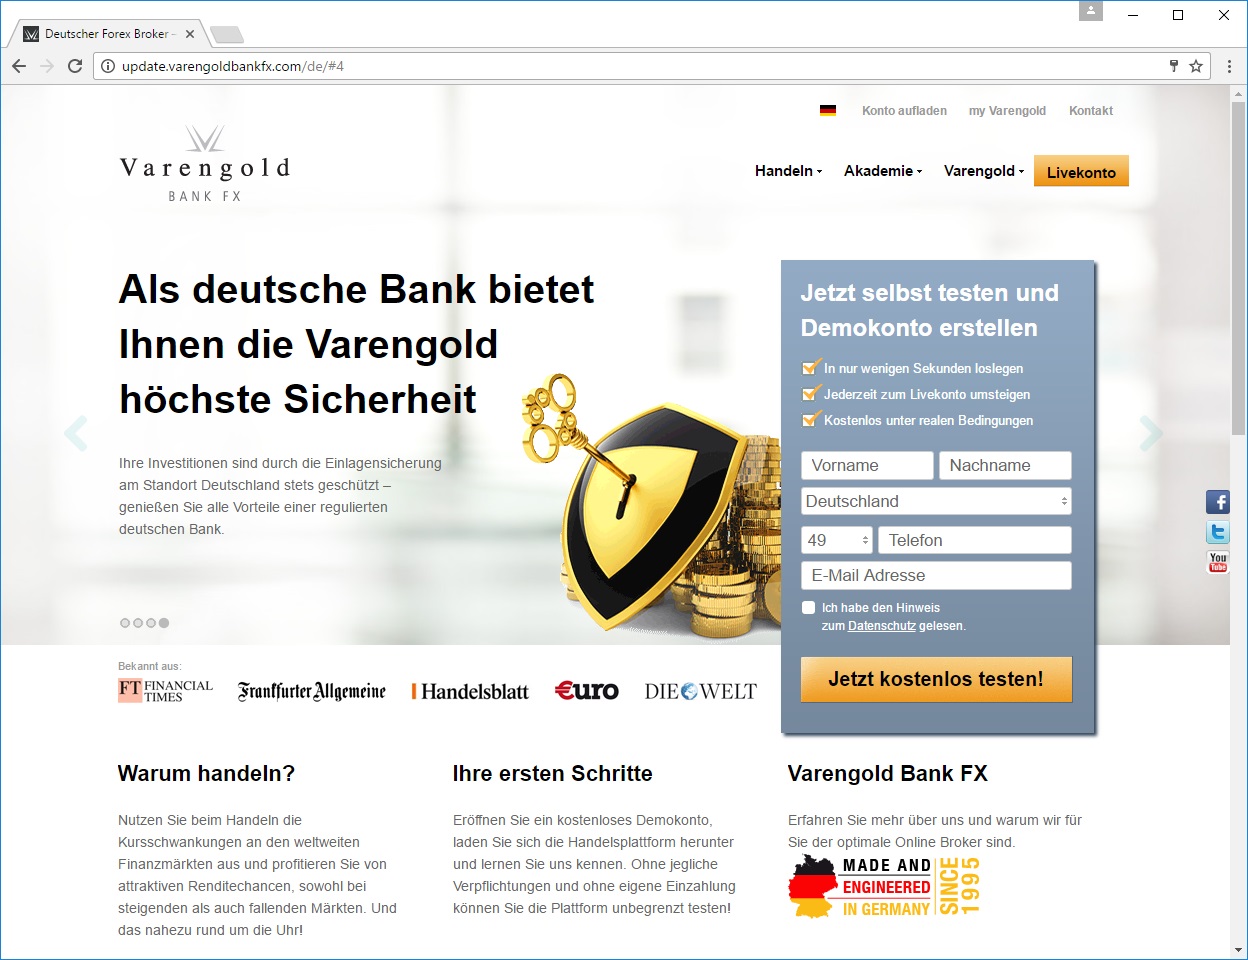 Deutscher Forex Broker –
update.varengoldbankfx.com/de/#4
Konto aufladen my Varengold Kontakt
Varengold
BANK FX
Handeln Akademie Varengold Livekonto
Als deutsche Bank bietet
Ihnen die Varengold
höchste Sicherheit
Ihre Investitionen sind durch die Einlagensicherung
am Standort Deutschland stets geschützt –
genießen Sie alle Vorteile einer regulierten
deutschen Bank.
Jetzt selbst testen und
Demokonto erstellen
In nur wenigen Sekunden loslegen
Jederzeit zum Livekonto umsteigen
Kostenlos unter realen Bedingungen
Vorname Nachname
Deutschland
49 Telefon
E-Mail Adresse
Ich habe den Hinweis
zum Datenschutz gelesen.
Jetzt kostenlos testen!
You
Tube
Bekannt aus:
FT FINANCIAL
TIMES
Frankfurter Allgemeine
Handelsblatt
€uro
DIE WELT
Warum handeln?
Nutzen Sie beim Handeln die
Kursschwankungen an den weltweiten
Finanzmärkten aus und profitieren Sie von
attraktiven Renditechancen, sowohl bei
steigenden als auch fallenden Märkten. Und
das nahezu rund um die Uhr!
Ihre ersten Schritte
Eröffnen Sie ein kostenloses Demokonto,
laden Sie sich die Handelsplattform herunter
und lernen Sie uns kennen. Ohne jegliche
Verpflichtungen und ohne eigene Einzahlung
können Sie die Plattform unbegrenzt testen!
Varengold Bank FX
Erfahren Sie mehr über uns und warum wir für
Sie der optimale Online Broker sind.
MADE AND
ENGINEERED
IN GERMANY
SINCE
1995